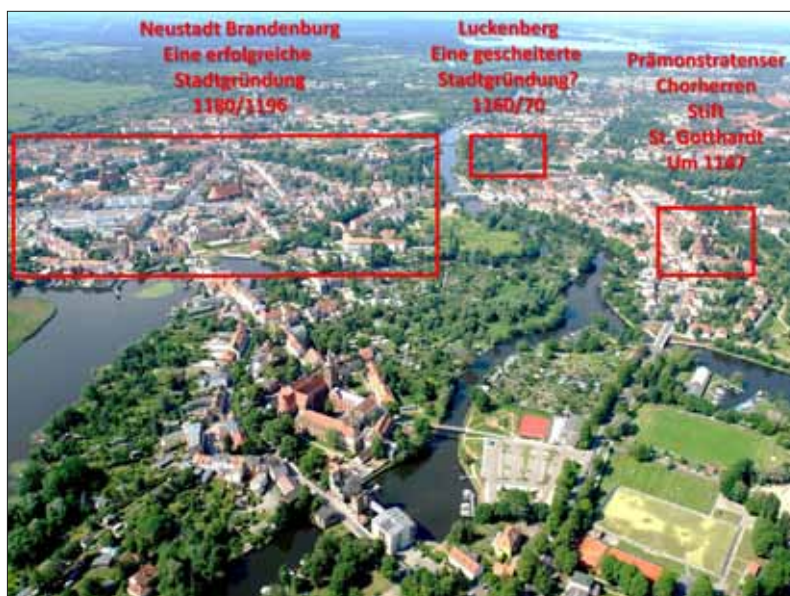 Neustadt Brandenburg
Eine erfolgreiche
Stadtgründung
1180/1196
Luckenberg
Eine gescheiterte
Stadtgründung?
1160/70
Prämonstratenser
Chorherren
Stift
St. Gotthardt
Um 1147